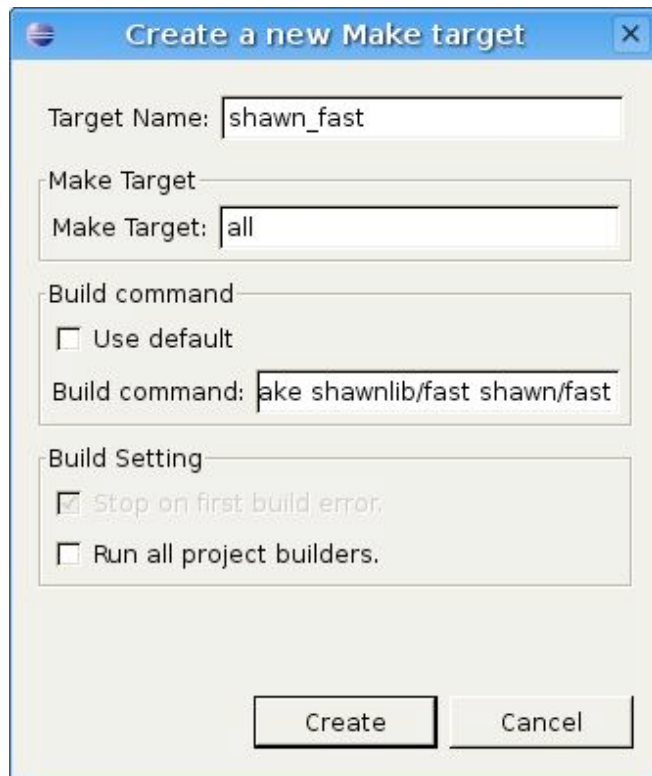 Create a new Make target
Target Name: shawn_fast
Make Target
Make Target: all
Build command
Use default
Build command: ake shawnlib/fast shawn/fast
Build Setting
Stop on first build error.
Run all project builders.
Create Cancel